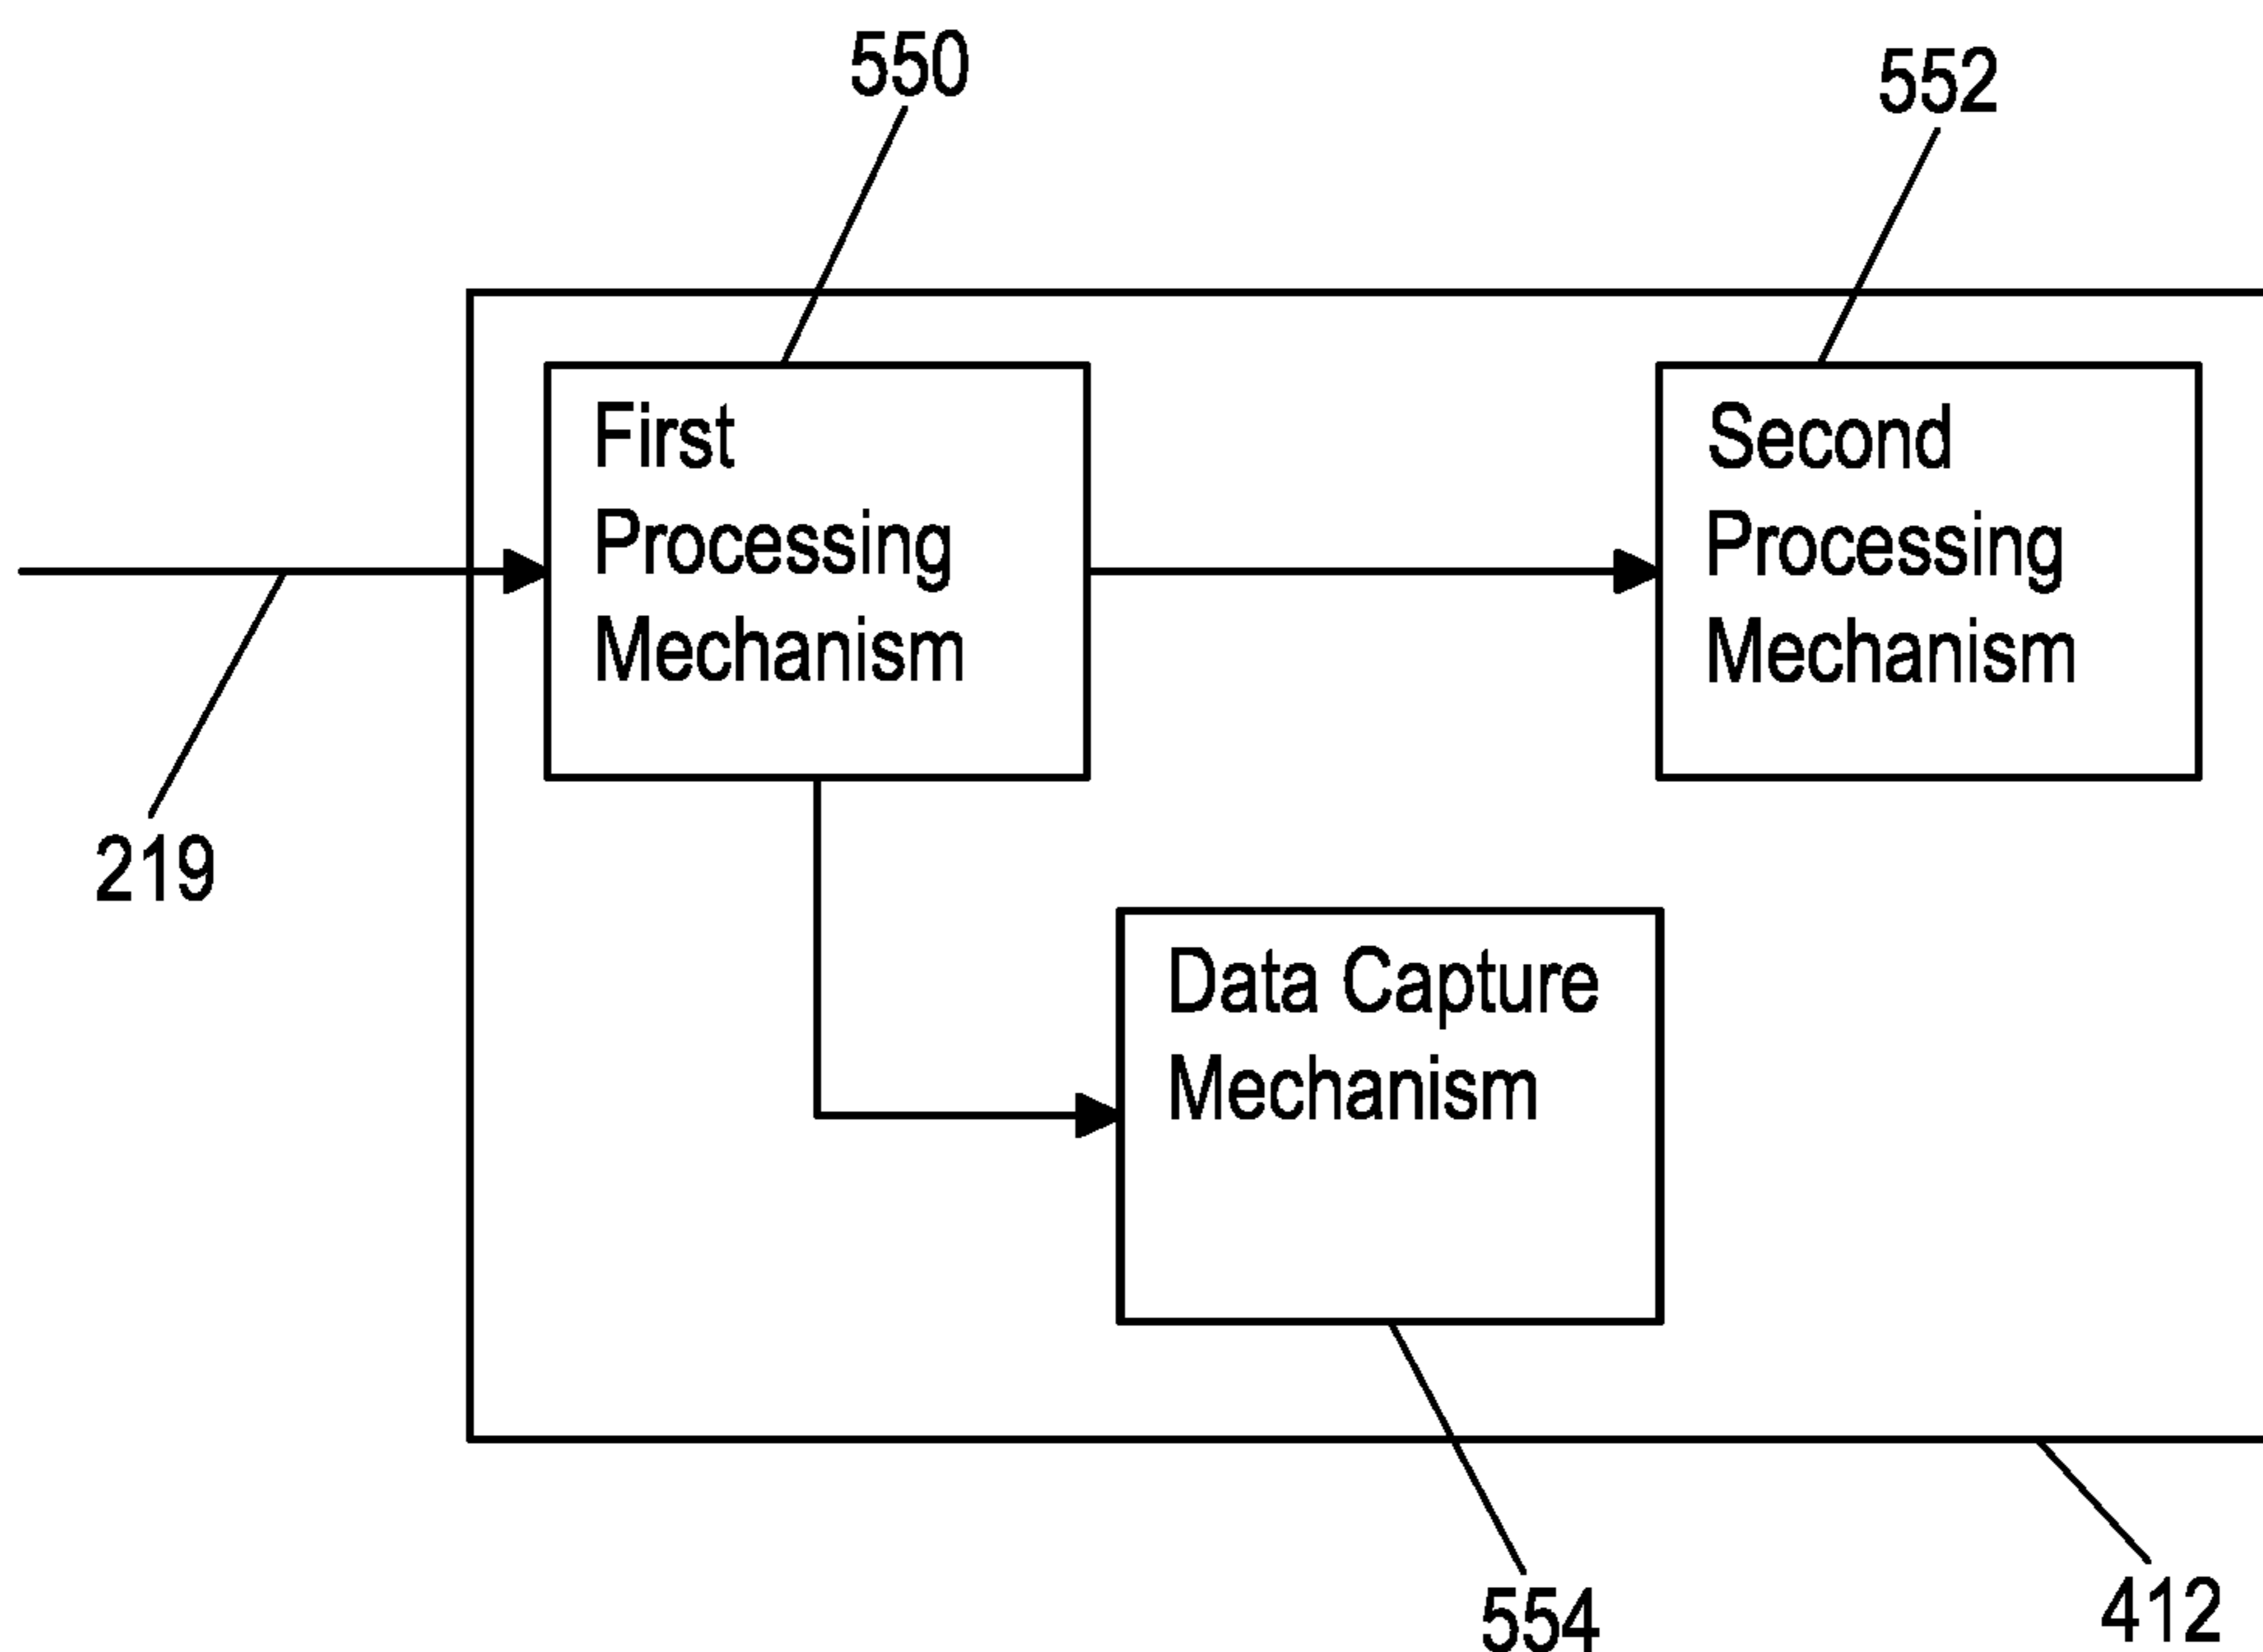 550
552
First
Processing
Mechanism
Second
Processing
Mechanism
219
Data Capture
Mechanism
554
412